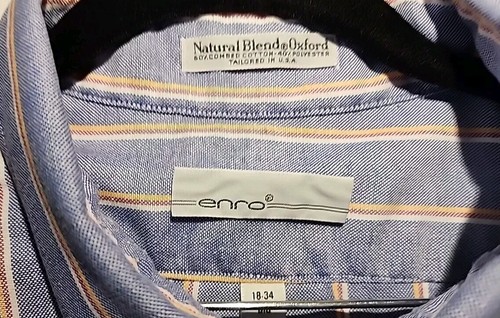 Natural Blend®Oxford
60% COMBED COTTON-40% POLYESTER
TAILORED IN U.S.A.
enro®
18-34